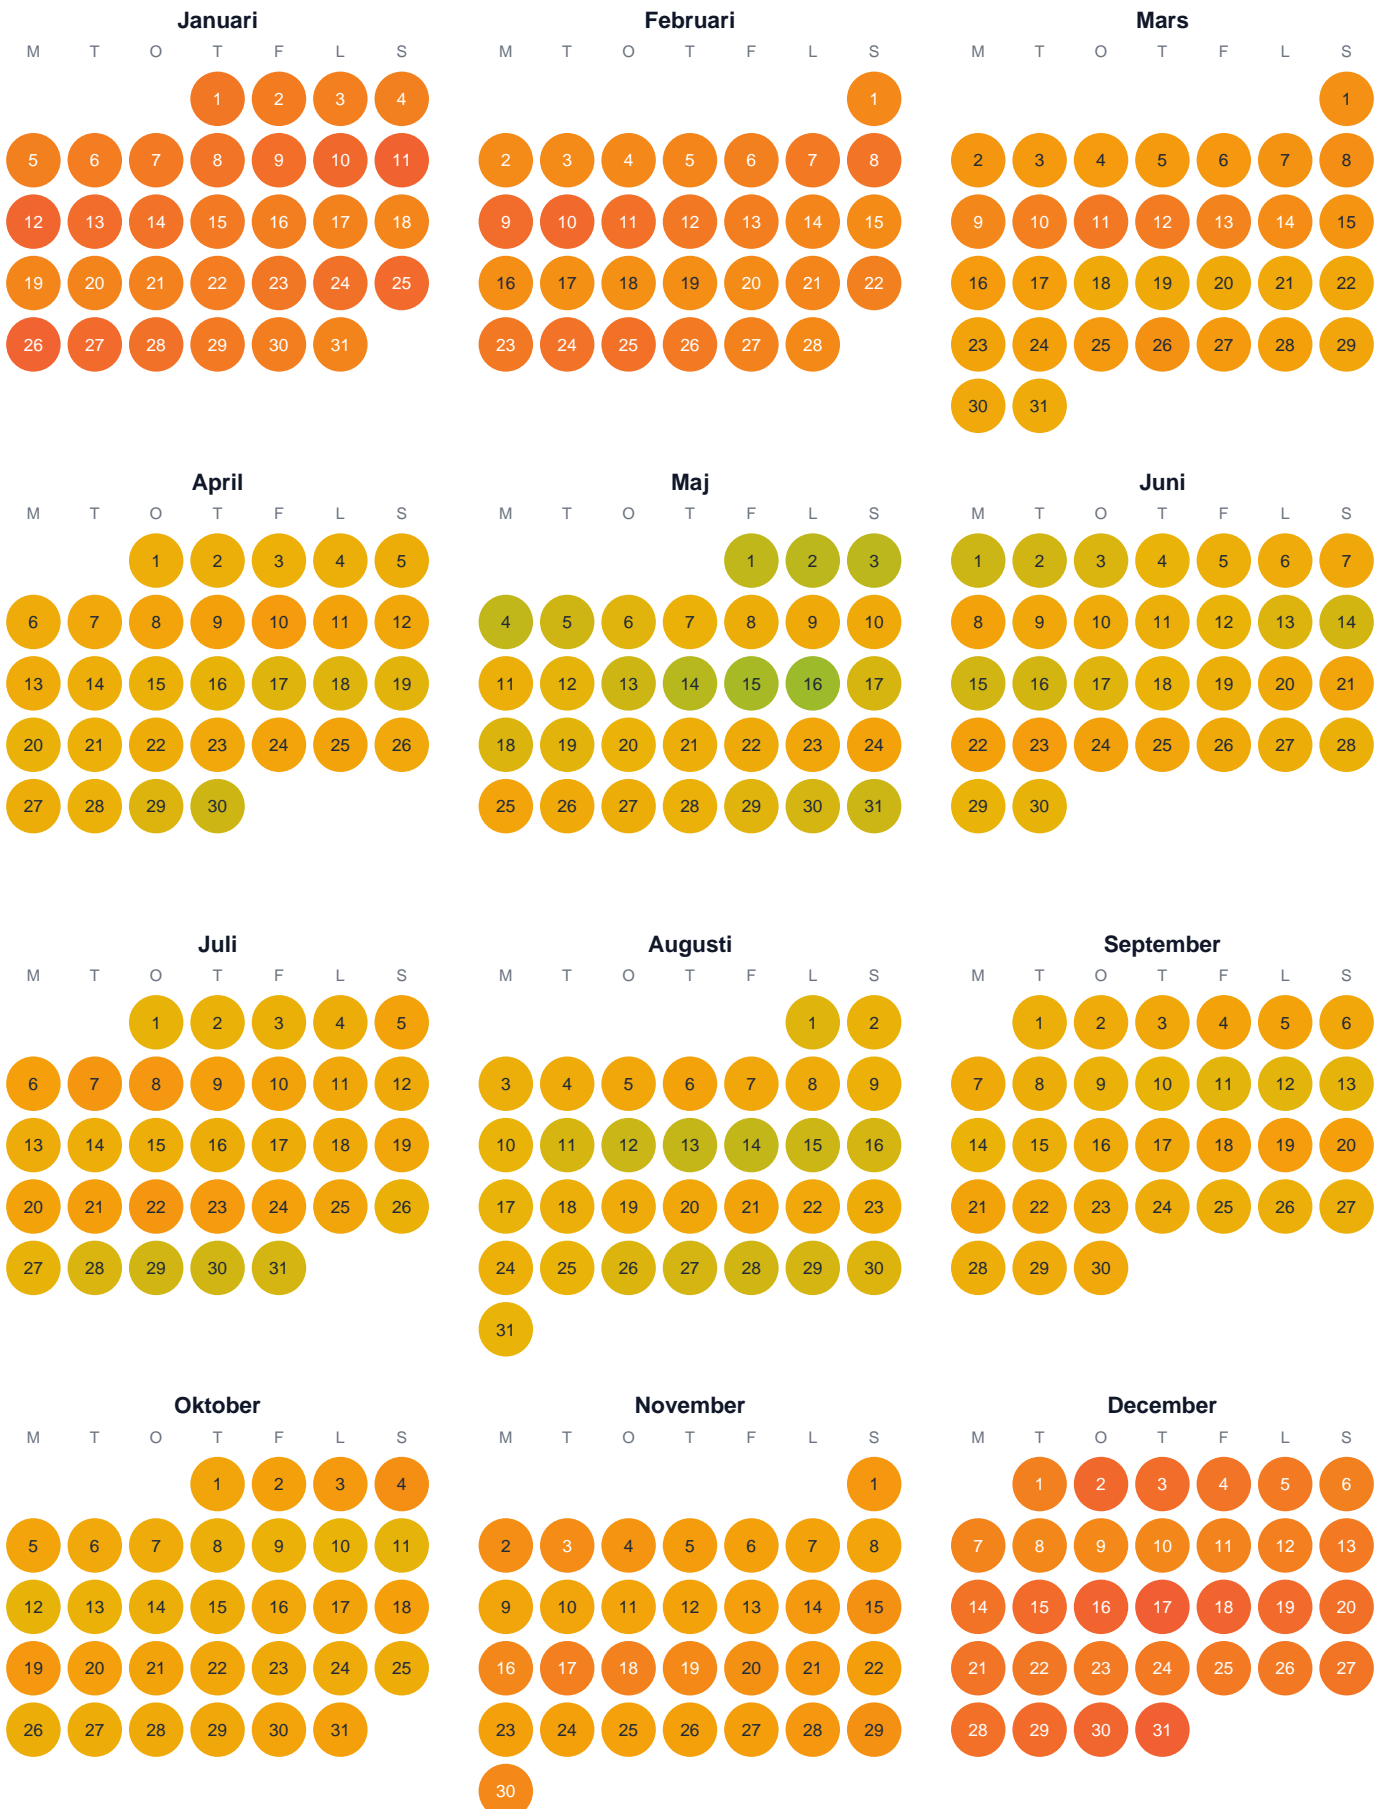 Januari Februari Mars
M T O T F L S M T O T F L S M T O T F L S
1 2 3 4 1 1
5 6 7 8 9 10 11 2 3 4 5 6 7 8 2 3 4 5 6 7 8
12 13 14 15 16 17 18 9 10 11 12 13 14 15 9 10 11 12 13 14 15
19 20 21 22 23 24 25 16 17 18 19 20 21 22 16 17 18 19 20 21 22
26 27 28 29 30 31 23 24 25 26 27 28 23 24 25 26 27 28 29
30 31
April Maj Juni
M T O T F L S M T O T F L S M T O T F L S
1 2 3 4 5 1 2 3 1 2 3 4 5 6 7
6 7 8 9 10 11 12 4 5 6 7 8 9 10 8 9 10 11 12 13 14
13 14 15 16 17 18 19 11 12 13 14 15 16 17 15 16 17 18 19 20 21
20 21 22 23 24 25 26 18 19 20 21 22 23 24 22 23 24 25 26 27 28
27 28 29 30 25 26 27 28 29 30 31 29 30
Juli Augusti September
M T O T F L S M T O T F L S M T O T F L S
1 2 3 4 5 1 2 1 2 3 4 5 6
6 7 8 9 10 11 12 3 4 5 6 7 8 9 7 8 9 10 11 12 13
13 14 15 16 17 18 19 10 11 12 13 14 15 16 14 15 16 17 18 19 20
20 21 22 23 24 25 26 17 18 19 20 21 22 23 21 22 23 24 25 26 27
27 28 29 30 31 24 25 26 27 28 29 30 28 29 30
31
Oktober November December
M T O T F L S M T O T F L S M T O T F L S
1 2 3 4 1 1 2 3 4 5 6
5 6 7 8 9 10 11 2 3 4 5 6 7 8 7 8 9 10 11 12 13
12 13 14 15 16 17 18 9 10 11 12 13 14 15 14 15 16 17 18 19 20
19 20 21 22 23 24 25 16 17 18 19 20 21 22 21 22 23 24 25 26 27
26 27 28 29 30 31 23 24 25 26 27 28 29 28 29 30 31
30